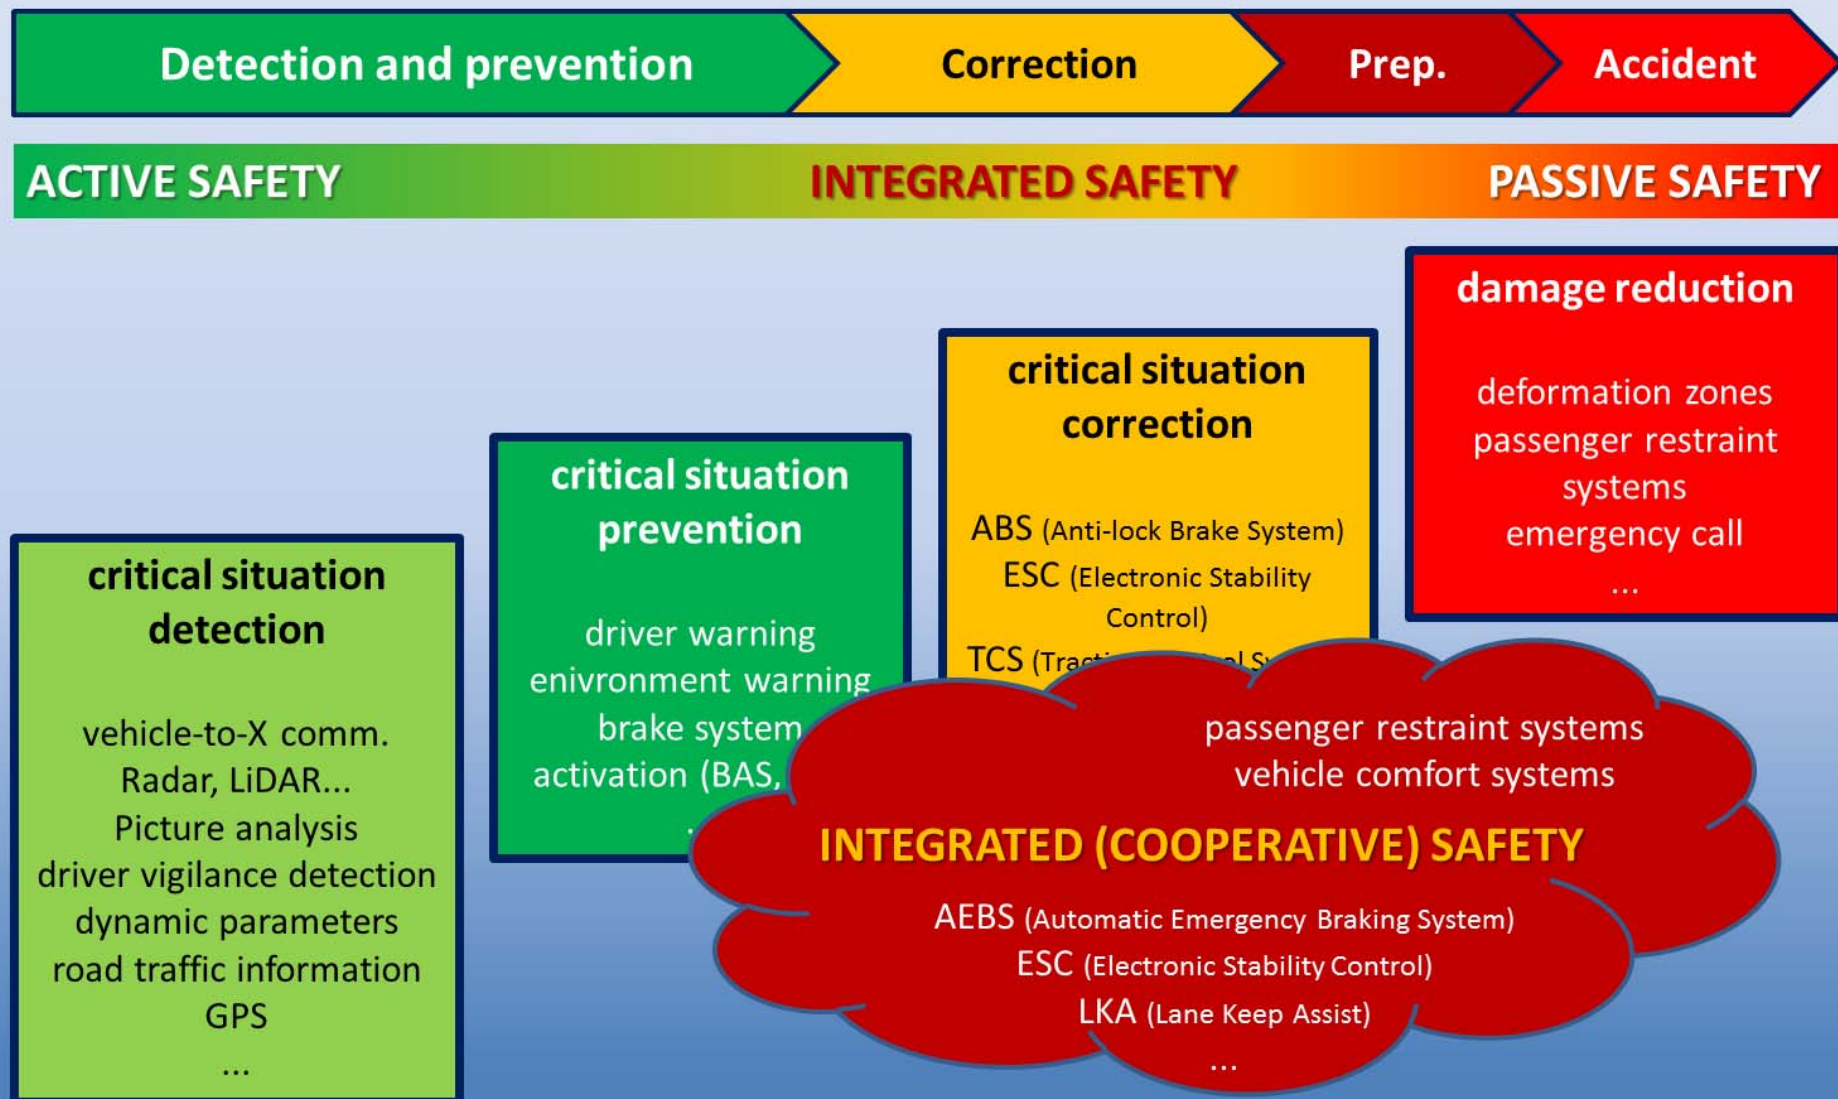 Detection and prevention
Correction
Prep.
Accident
ACTIVE SAFETY
INTEGRATED SAFETY
PASSIVE SAFETY
critical situation
detection
vehicle-to-X comm.
Radar, LiDAR...
Picture analysis
driver vigilance detection
dynamic parameters
road traffic information
GPS
...
critical situation
prevention
driver warning
enivronment warning
brake system
activation (BAS,
critical situation
correction
ABS (Anti-lock Brake System)
ESC (Electronic Stability
Control)
TCS
damage reduction
deformation zones
passenger restraint
systems
emergency call
...
passenger restraint systems
vehicle comfort systems
INTEGRATED (COOPERATIVE) SAFETY
AEBS (Automatic Emergency Braking System)
ESC (Electronic Stability Control)
LKA (Lane Keep Assist)
...